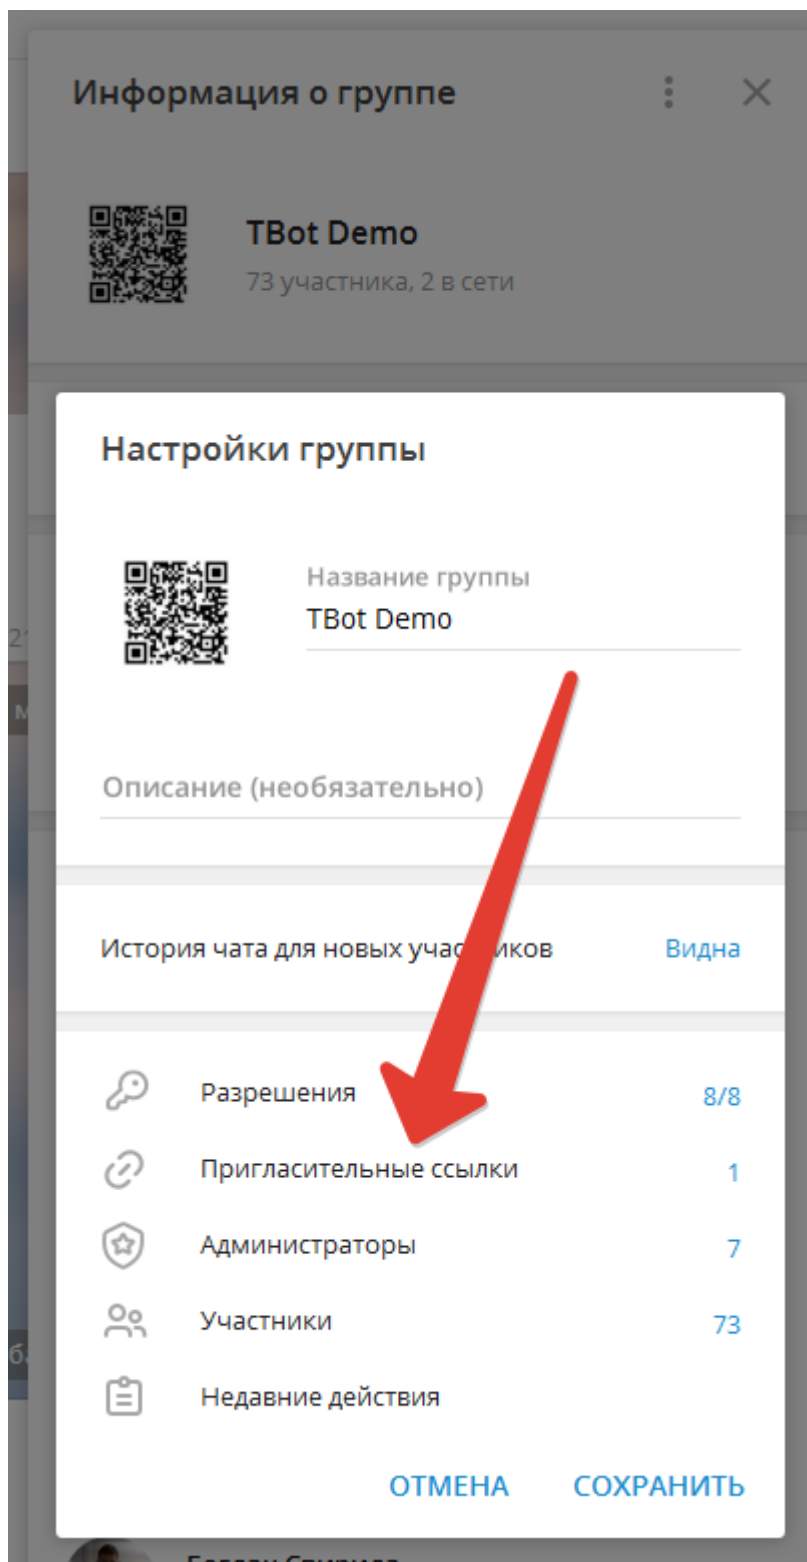 Информация о группе
TBot Demo
73 участника, 2 в сети
Настройки группы
Название группы
TBot Demo
Описание (необязательно)
История чата для новых
Видна
Разрешения
8/8
Пригласительные ссылки
1
Администраторы
7
Участники
73
Недавние действия
ОТМЕНА
СОХРАНИТЬ